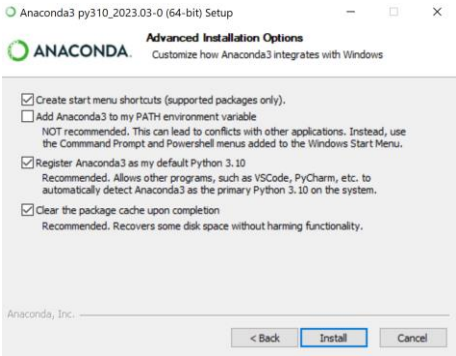 Anaconda3 py310_2023.03-0 (64-bit) Setup
ANACONDA.
Advanced Installation Options
Customize how Anaconda3 integrates with Windows
Create start menu shortcuts (supported packages only).
Add Anaconda3 to my PATH environment variable
NOT recommended. This can lead to conflicts with other applications. Instead, use
the Commmand Prompt and Powershell menus added to the Windows Start Menu.
Register Anaconda3 as my default Python 3.10
Recommended. Allows other programs, such as VSCode, PyCharm, etc. to
automatically detect Anaconda3 as the primary Python 3.10 on the system.
Clear the package cache upon completion
Recommended. Recovers some disk space without harming functionality.
Anaconda, Inc.
< Back
Install
Cancel